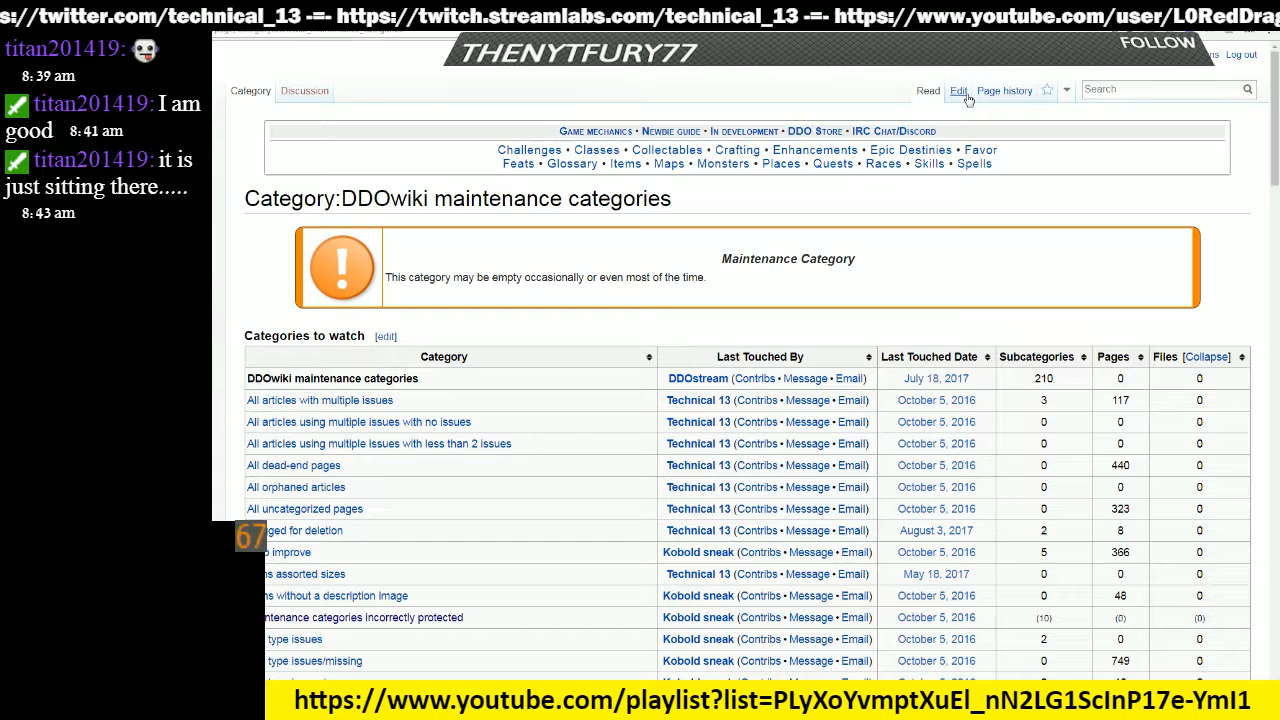 s://twitter.com/technical_13 -=- https://twitch.streamlabs.com/technical_13 -=- https://www.youtube.com/user/L0RedDrag
titan201419:
8:39 am
titan201419: I am
good 8:41 am
titan201419: it is
just sitting there.....
8:43 am
THENYTFURY77
FOLLOW
ns Log out
Category Discussion Read Edit Page history Search
Game mechanics • Newbie guide • In development • DDO Store • IRC Chat/Discord
Challenges • Classes • Collectables • Crafting • Enhancements • Epic Destinies • Favor
Feats • Glossary • Items • Maps • Monsters • Places • Quests • Races • Skills • Spells
Category:DDOwiki maintenance categories
Maintenance Category
This category may be empty occasionally or even most of the time.
Categories to watch [edit]
Category Last Touched By Last Touched Date Subcategories Pages Files [Collapse]
DDOwiki maintenance categories DDOstream (Contribs • Message • Email) July 18, 2017 210 0 0
All articles with multiple issues Technical 13 (Contribs • Message • Email) October 5, 2016 3 117 0
All articles using multiple issues with no issues Technical 13 (Contribs • Message • Email) October 5, 2016 0 0 0
All articles using multiple issues with less than 2 issues Technical 13 (Contribs • Message • Email) October 5, 2016 0 0 0
All dead-end pages Technical 13 (Contribs • Message • Email) October 5, 2016 0 440 0
All orphaned articles Technical 13 (Contribs • Message • Email) October 5, 2016 0 0 0
All uncategorized pages Technical 13 (Contribs • Message • Email) October 5, 2016 0 323 0
67
gged for deletion Technical 13 (Contribs • Message • Email) August 3, 2017 2 8 0
o improve Kobold sneak (Contribs • Message • Email) October 5, 2016 5 366 0
ns assorted sizes Technical 13 (Contribs • Message • Email) May 18, 2017 0 0 0
ns without a description image Kobold sneak (Contribs • Message • Email) October 5, 2016 0 48 0
ntenance categories incorrectly protected Kobold sneak (Contribs • Message • Email) October 5, 2016 (10) (0) (0)
type issues Kobold sneak (Contribs • Message • Email) October 5, 2016 2 0 0
type issues/missing Kobold sneak (Contribs • Message • Email) October 5, 2016 0 749 0
https://www.youtube.com/playlist?list=PLyXoYvmptXuEl_nN2LG1ScInP17e-YmI1